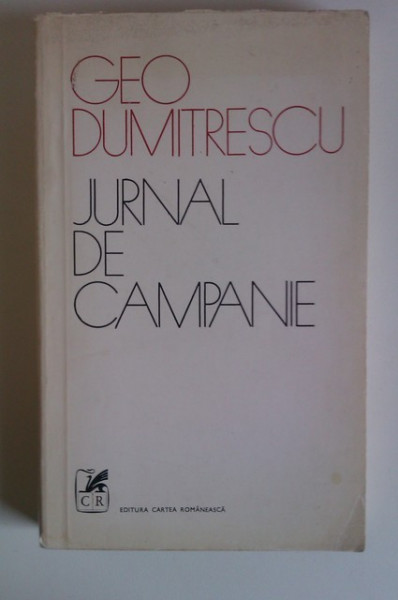 GEO
DUMITRESCU
JURNAL
DE
CAMPANIE
CR
EDITURA CARTEA ROMÂNEASCĂ